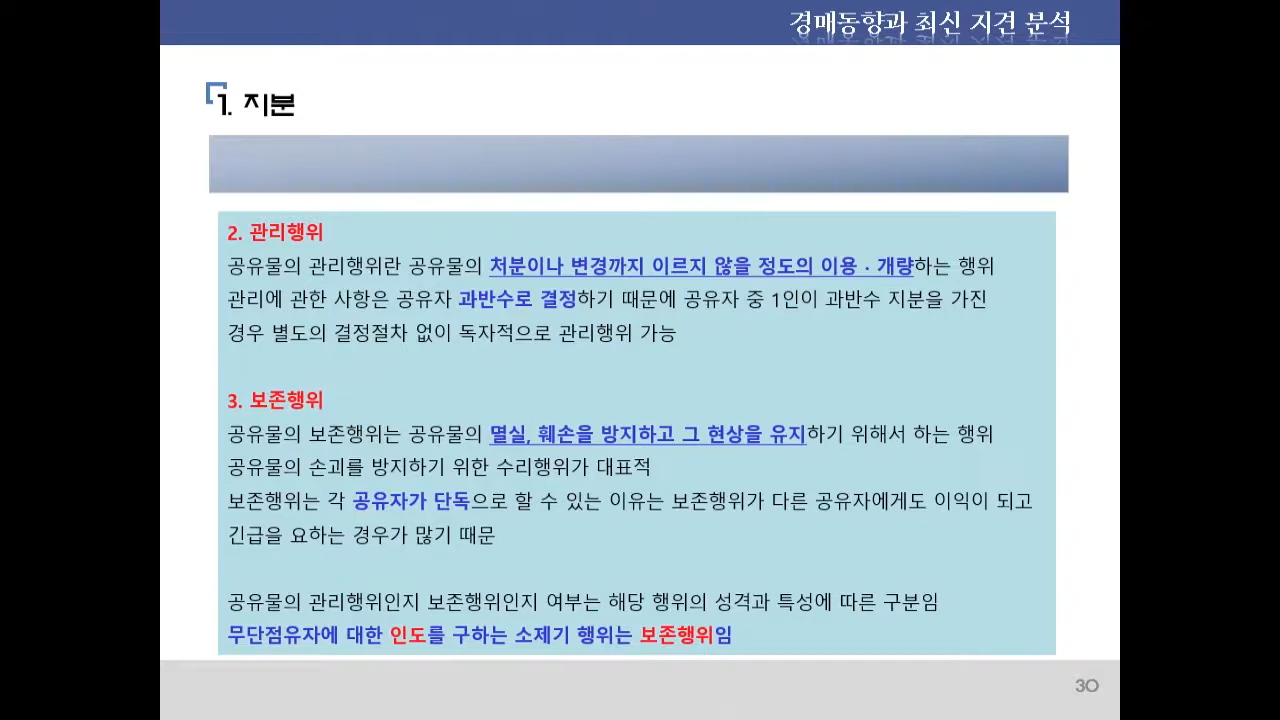 경매동향과 최신 지견 분석
1. 지분
2. 관리행위
공유물의 관리행위란 공유물의 처분이나 변경까지 이르지 않을 정도의 이용 · 개량하는 행위
관리에 관한 사항은 공유자 과반수로 결정하기 때문에 공유자 중 1인이 과반수 지분을 가진
경우 별도의 결정절차 없이 독자적으로 관리행위 가능
3. 보존행위
공유물의 보존행위는 공유물의 멸실, 훼손을 방지하고 그 현상을 유지하기 위해서 하는 행위
공유물의 손괴를 방지하기 위한 수리행위가 대표적
보존행위는 각 공유자가 단독으로 할 수 있는 이유는 보존행위가 다른 공유자에게도 이익이 되고
긴급을 요하는 경우가 많기 때문
공유물의 관리행위인지 보존행위인지 여부는 해당 행위의 성격과 특성에 따른 구분임
무단점유자에 대한 인도를 구하는 소제기 행위는 보존행위임
30